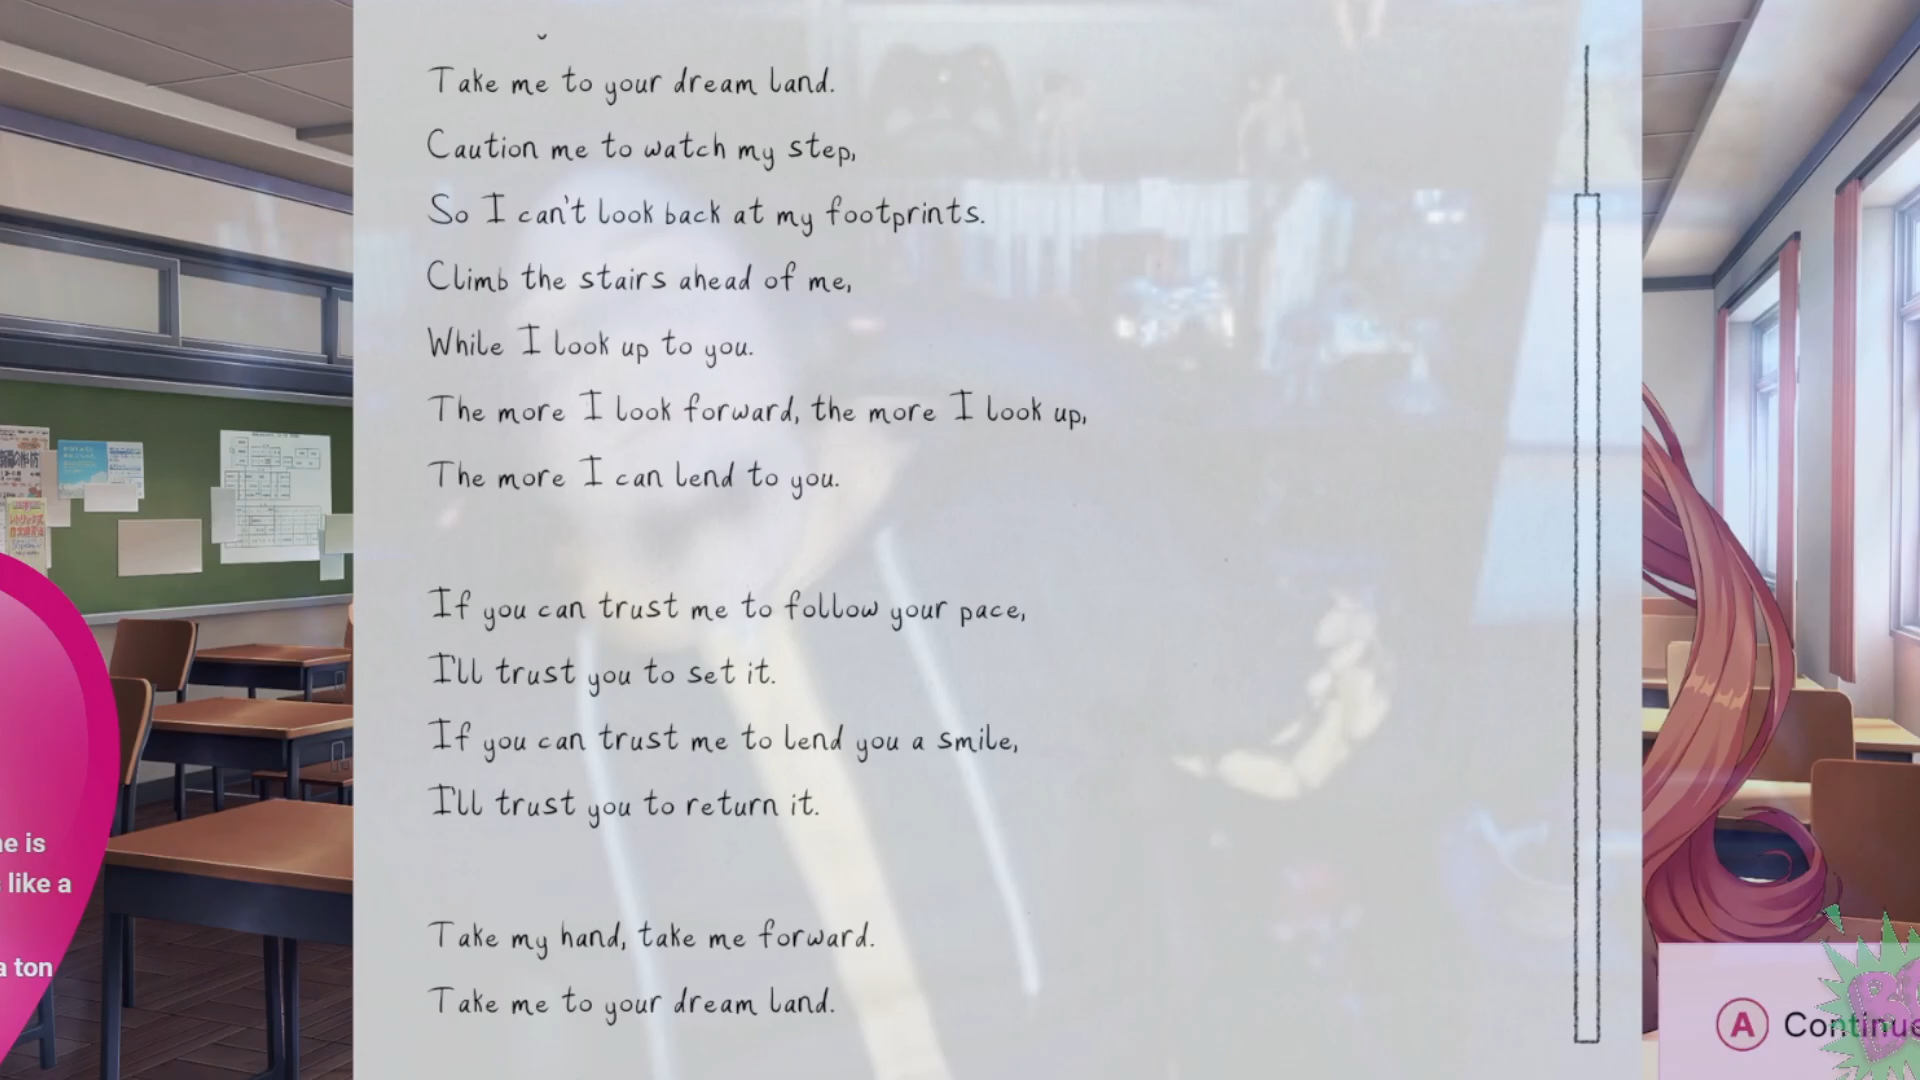 Take me to your dream land.
Caution me to watch my step,
So I can't look back at my footprints.
Climb the stairs ahead of me,
While I look up to you.
The more I look forward, the more I look up,
The more I can lend to you.
If you can trust me to follow your pace,
I'll trust you to set it.
If you can trust me to lend you a smile,
I'll trust you to return it.
Take my hand, take me forward.
Take me to your dream land.
is
like a
a ton
A Continue